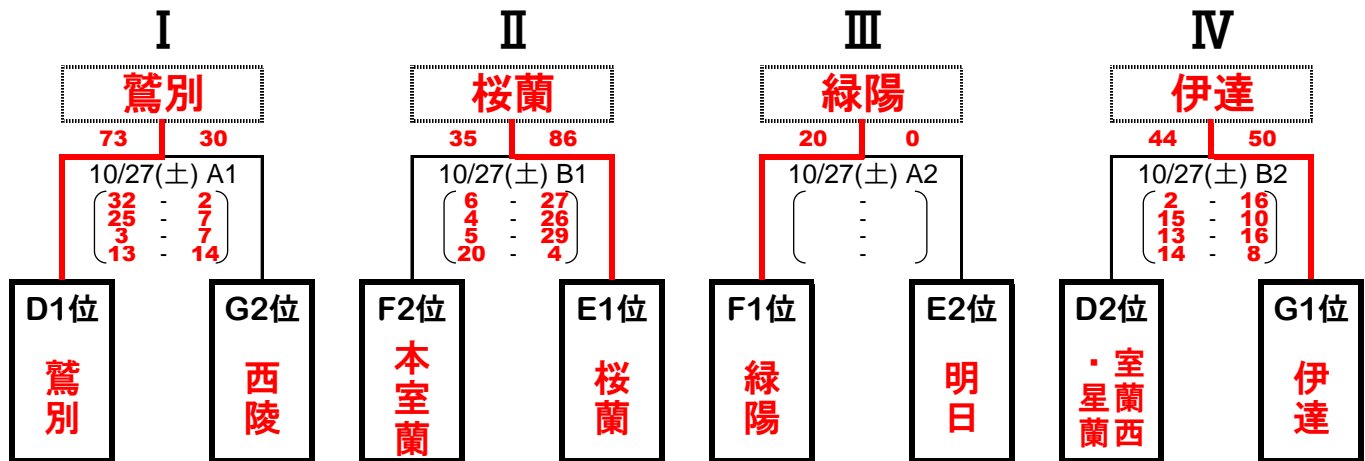 Ⅰ Ⅱ Ⅲ Ⅳ
鷲別 桜蘭 緑陽 伊達
73 30 35 86 20 0 44 50
10/27(土) A1 10/27(土) B1 10/27(土) A2 10/27(土) B2
32 - 2 6 - 27 - 2 - 16
25 - 7 4 - 26 - 15 - 10
3 - 7 5 - 29 - 13 - 16
13 - 14 20 - 4 - 14 - 8
D1位 G2位 F2位 E1位 F1位 E2位 D2位 G1位
鷲別
西陵
本室蘭
桜蘭
緑陽
明日
室蘭西
・星蘭
伊達